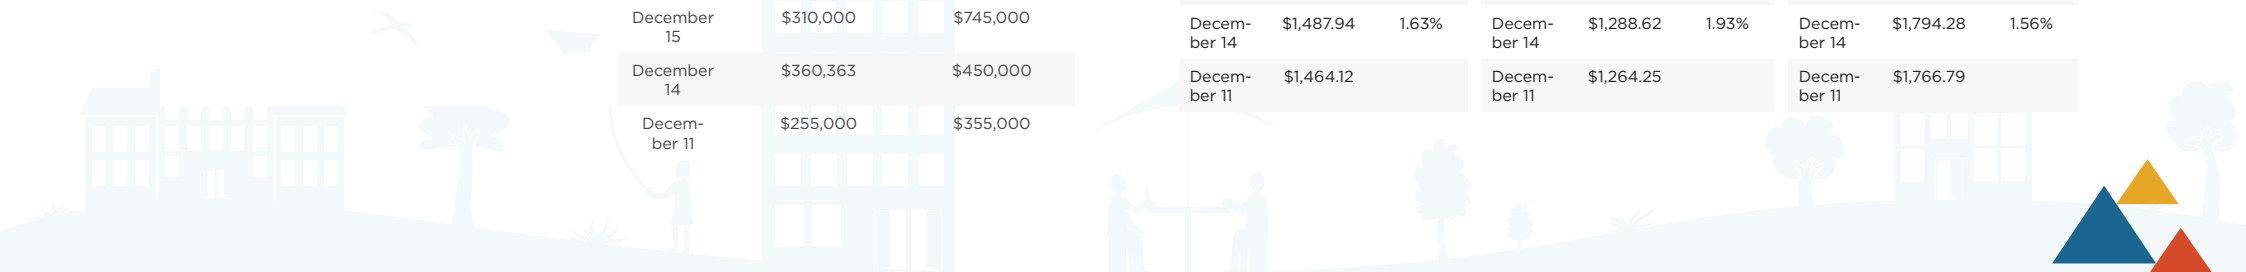 December $310,000 $745,000
15
December $360,363 $450,000
14
Decem- $255,000 $355,000
ber 11
Decem- $1,487.94 1.63%
ber 14
Decem- $1,464.12
ber 11
Decem- $1,288.62 1.93%
ber 14
Decem- $1,264.25
ber 11
Decem- $1,794.28 1.56%
ber 14
Decem- $1,766.79
ber 11